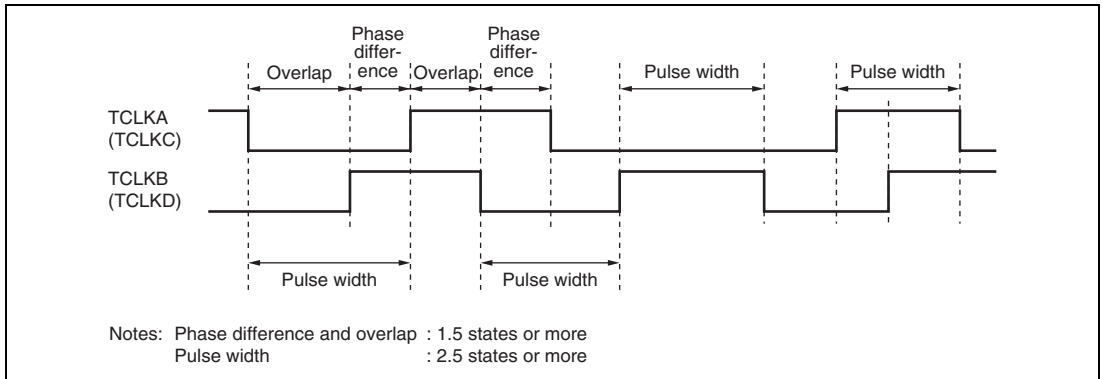 Phase
differ-
ence
Phase
differ-
ence
Overlap
Overlap
Pulse width
Pulse width
TCLKA
(TCLKC)
TCLKB
(TCLKD)
Pulse width
Pulse width
Notes: Phase difference and overlap : 1.5 states or more
Pulse width : 2.5 states or more